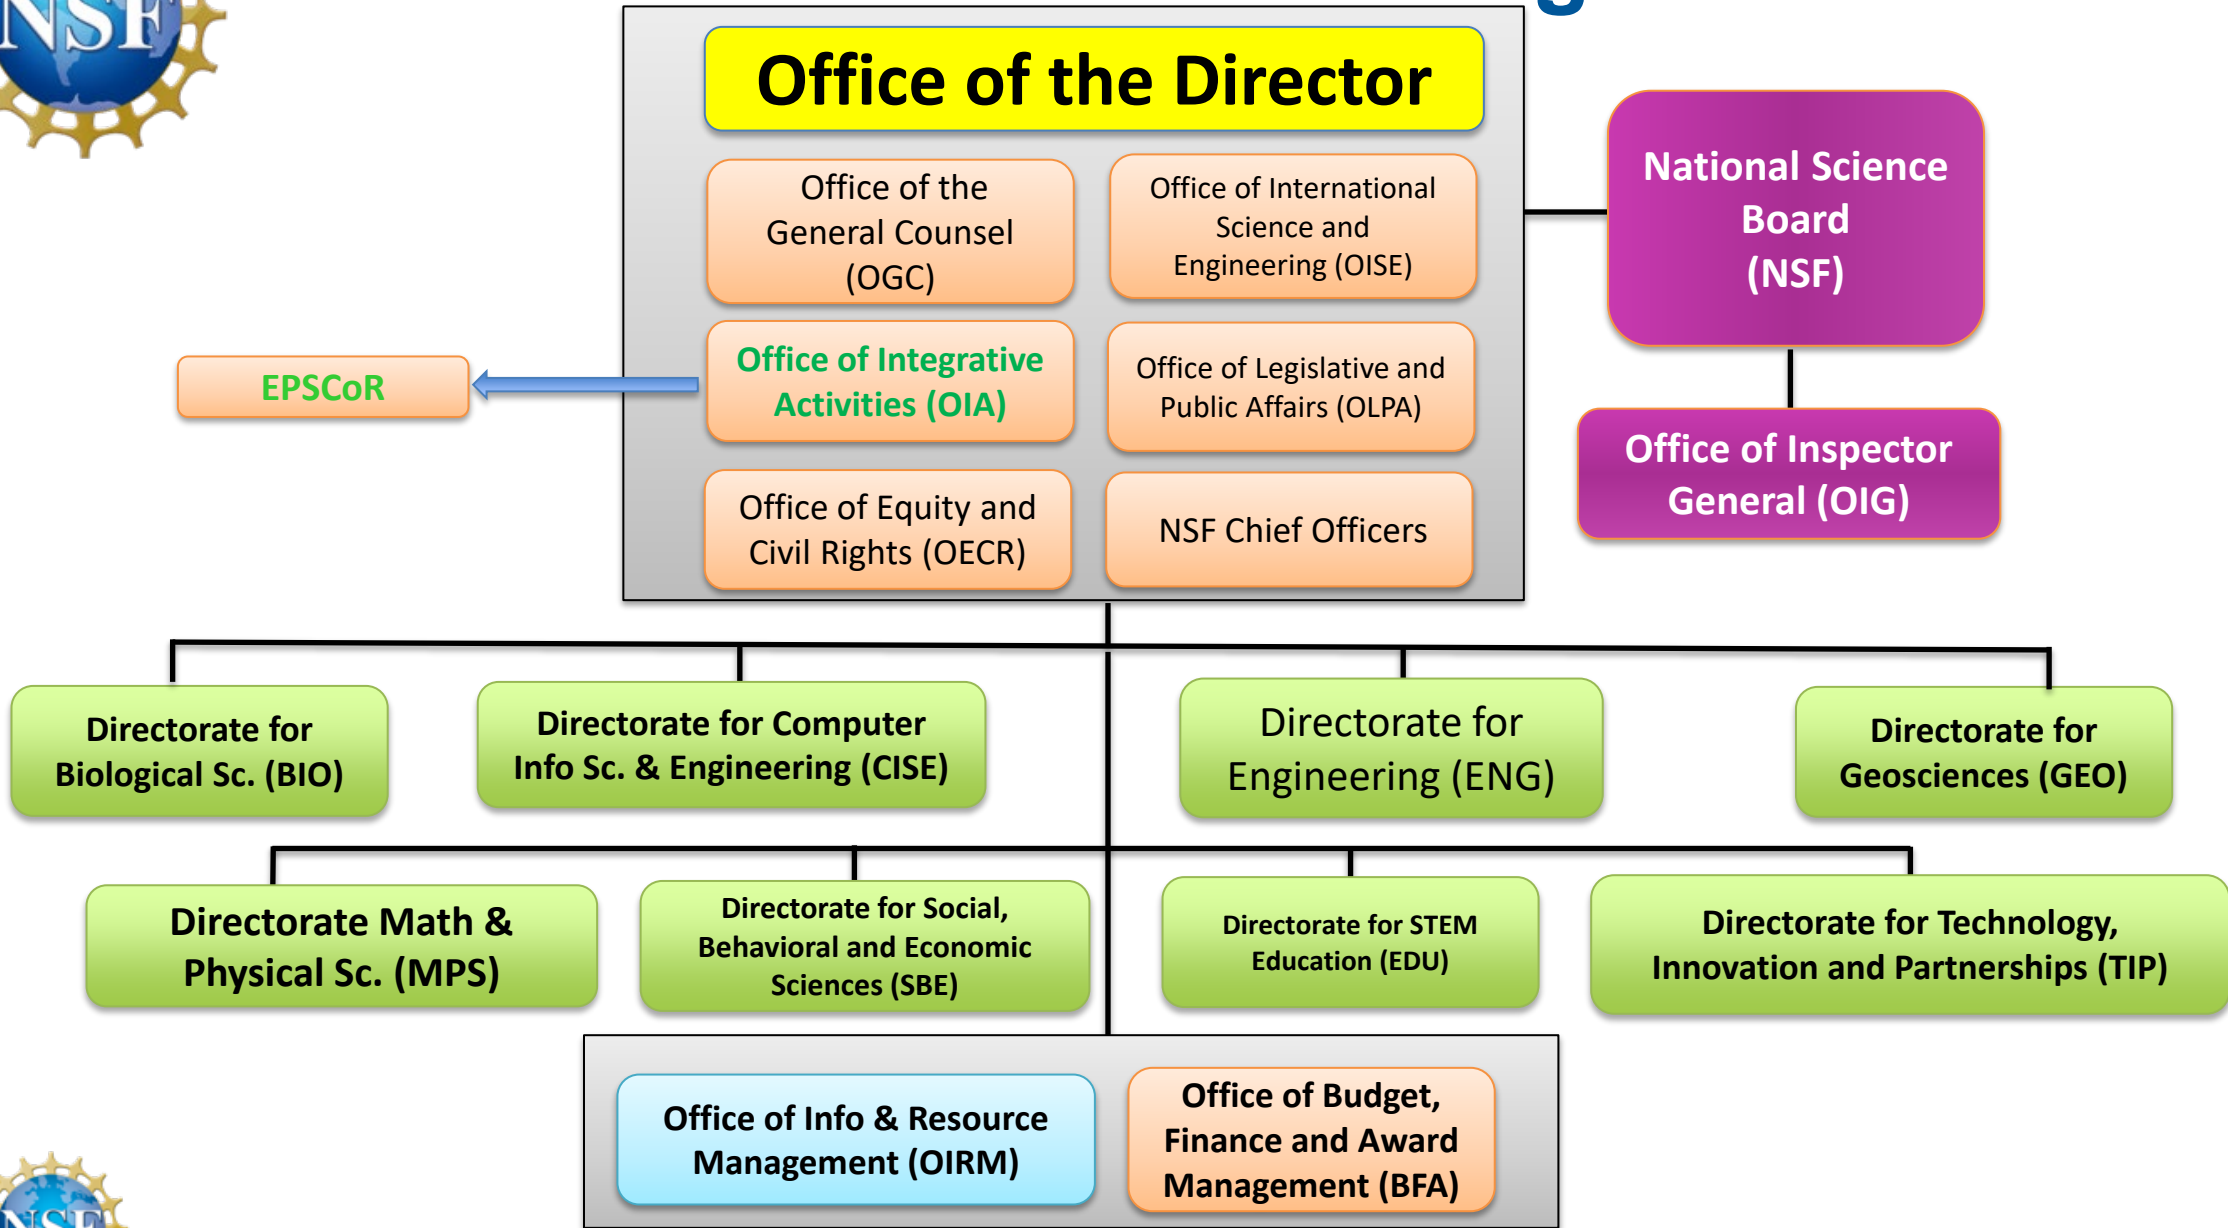 NSF
Office of the Director
Office of the
General Counsel
(OGC)
Office of International
Science and
Engineering (OISE)
National Science
Board
(NSF)
EPSCoR
Office of Integrative
Activities (OIA)
Office of Legislative and
Public Affairs (OLPA)
Office of Inspector
General (OIG)
Office of Equity and
Civil Rights (OECR)
NSF Chief Officers
Directorate for
Biological Sc. (BIO)
Directorate for Computer
Info Sc. & Engineering (CISE)
Directorate for
Engineering (ENG)
Directorate for
Geosciences (GEO)
Directorate Math &
Physical Sc. (MPS)
Directorate for Social,
Behavioral and Economic
Sciences (SBE)
Directorate for STEM
Education (EDU)
Directorate for Technology,
Innovation and Partnerships (TIP)
Office of Info & Resource
Management (OIRM)
Office of Budget,
Finance and Award
Management (BFA)
NSF